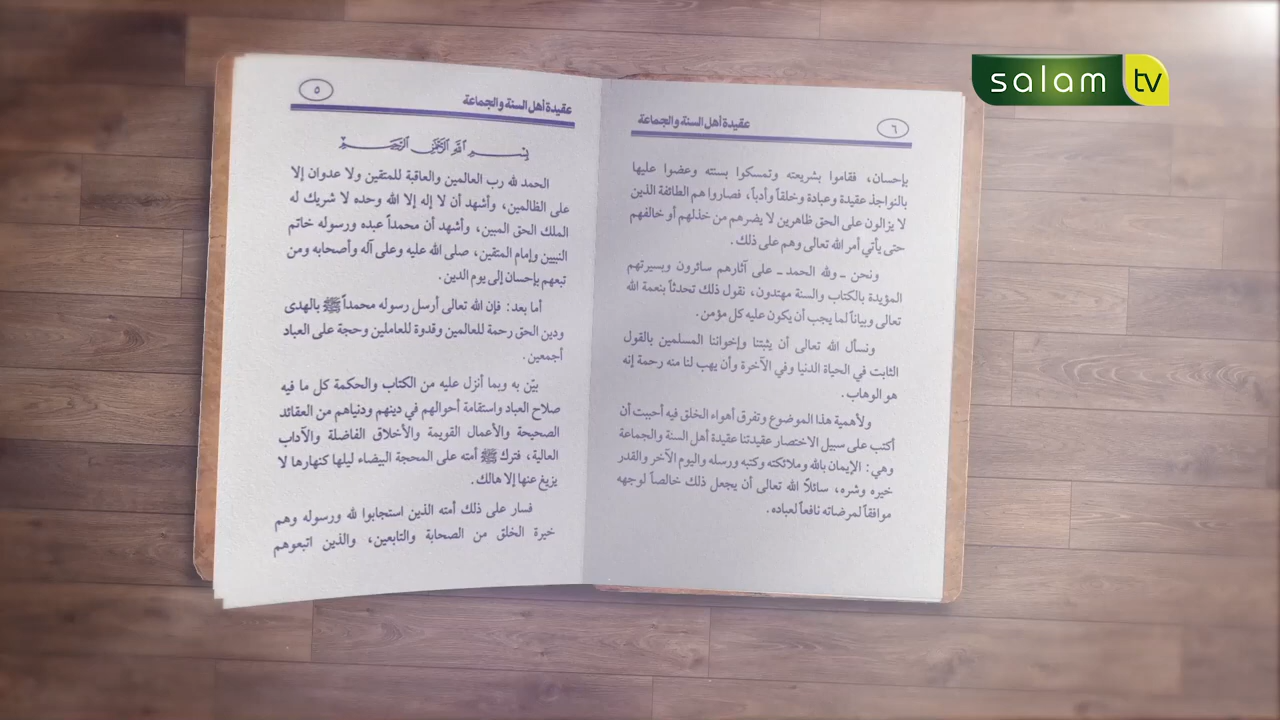 salam tv
٥
عقيدة أهل السنة والجماعة
بسم الله الرحمن الرحيم
الحمد لله رب العالمين والعاقبة للمتقين ولا عدوان إلا
على الظالمين، وأشهد أن لا إله إلا الله وحده لا شريك له
الملك الحق المبين، وأشهد أن محمداً عبده ورسوله خاتم
النبيين وإمام المتقين، صلى الله عليه وعلى آله وأصحابه ومن
تبعهم بإحسان إلى يوم الدين.
أما بعد: فإن الله تعالى أرسل رسوله محمداً ﷺ بالهدى
ودين الحق رحمة للعالمين وقدوة للعاملين وحجة على العباد
أجمعين.
بيّن به وبما أنزل عليه من الكتاب والحكمة كل ما فيه
صلاح العباد واستقامة أحوالهم في دينهم ودنياهم من العقائد
الصحيحة والأعمال القويمة والأخلاق الفاضلة والآداب
العالية، فترك ﷺ أمته على المحجة البيضاء ليلها كنهارها لا
يزيغ عنها إلا هالك.
فسار على ذلك أمته الذين استجابوا لله ورسوله وهم
خيرة الخلق من الصحابة والتابعين، والذين اتبعوهم
٦
عقيدة أهل السنة والجماعة
بإحسان، فقاموا بشريعته وتمسكوا بسنته وعضوا عليها
بالنواجذ عقيدة وعبادة وخلقاً وأدباً، فصاروا هم الطائفة الذين
لا يزالون على الحق ظاهرين لا يضرهم من خذلهم أو خالفهم
حتى يأتي أمر الله تعالى وهم على ذلك.
ونحن ـ ولله الحمد ـ على آثارهم سائرون وبسيرتهم
المؤيدة بالكتاب والسنة مهتدون، نقول ذلك تحدثاً بنعمة الله
تعالى وبياناً لما يجب أن يكون عليه كل مؤمن.
ونسأل الله تعالى أن يثبتنا وإخواننا المسلمين بالقول
الثابت في الحياة الدنيا وفي الآخرة وأن يهب لنا منه رحمة إنه
هو الوهاب.
ولأهمية هذا الموضوع وتفرق أهواء الخلق فيه أحببت أن
أكتب على سبيل الاختصار عقيدتنا عقيدة أهل السنة والجماعة
وهي: الإيمان بالله وملائكته وكتبه ورسله واليوم الآخر والقدر
خيره وشره، سائلاً الله تعالى أن يجعل ذلك خالصاً لوجهه
موافقاً لمرضاته نافعاً لعباده.